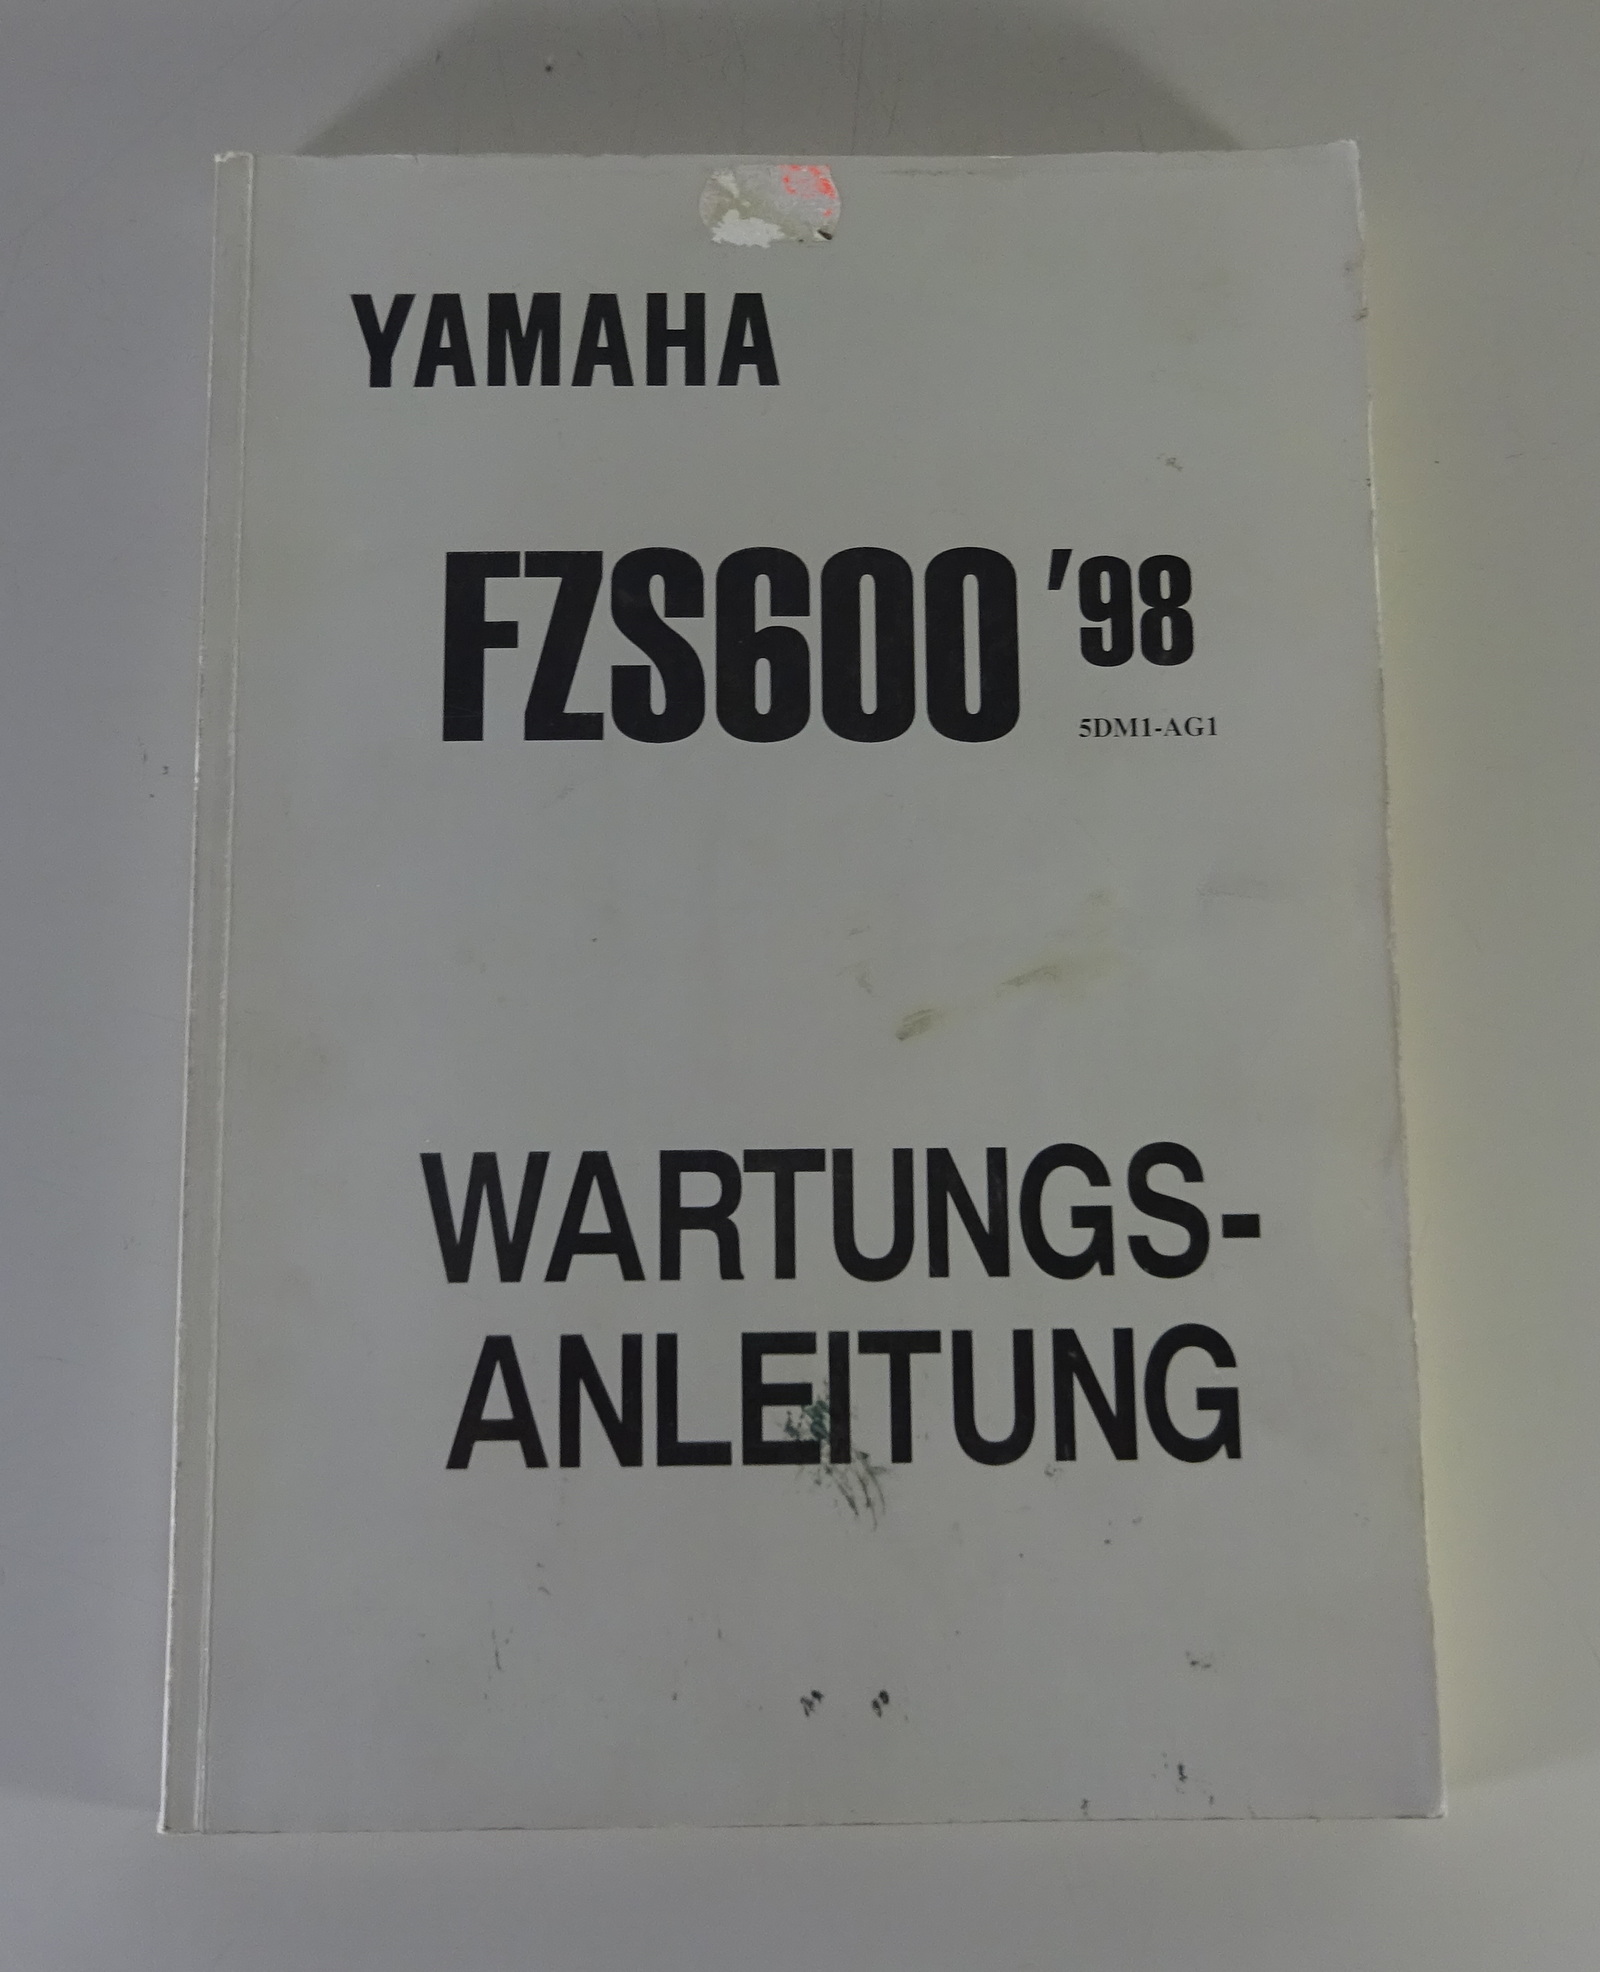 YAMAHA
FZS600 '98
5DM1-AG1
WARTUNGS-
ANLEITUNG